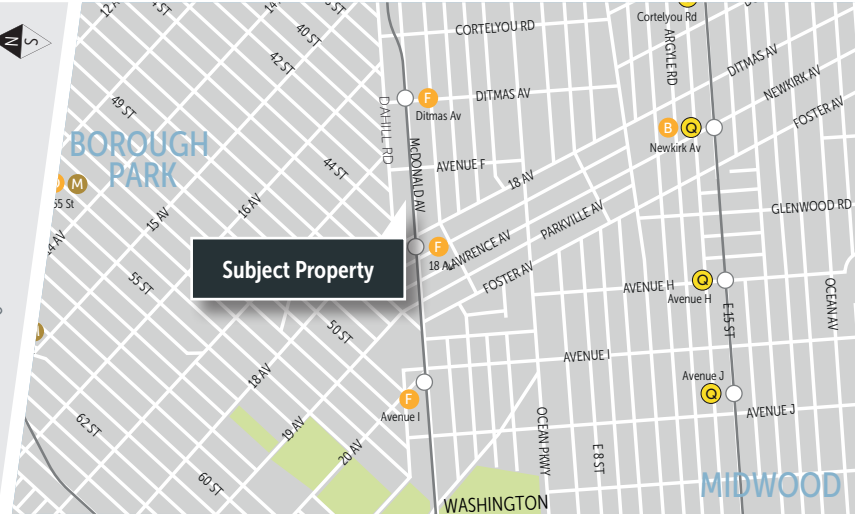 N S
40 ST
42 ST
CORTELYOU RD
Cortelyou Rd
ARGYLE RD
DITMAS AV
NEWKIRK AV
FOSTER AV
49 ST
BOROUGH
PARK
DAHILL RD
F
Ditmas Av
DITMAS AV
B Q
Newkirk Av
44 ST
McDONALD AV
AVENUE F
M
55 St
15 AV
16 AV
18 AV
PARKVILLE AV
GLENWOOD RD
14 AV
Subject Property
F
18 Av
LAWRENCE AV
FOSTER AV
55 ST
AVENUE H
Q
Avenue H
E 15 ST
OCEAN AV
50 ST
AVENUE I
18 AV
F
Avenue I
Avenue J
Q
AVENUE J
62 ST
19 AV
20 AV
OCEAN PKWY
E 8 ST
60 ST
WASHINGTON
MIDWOOD